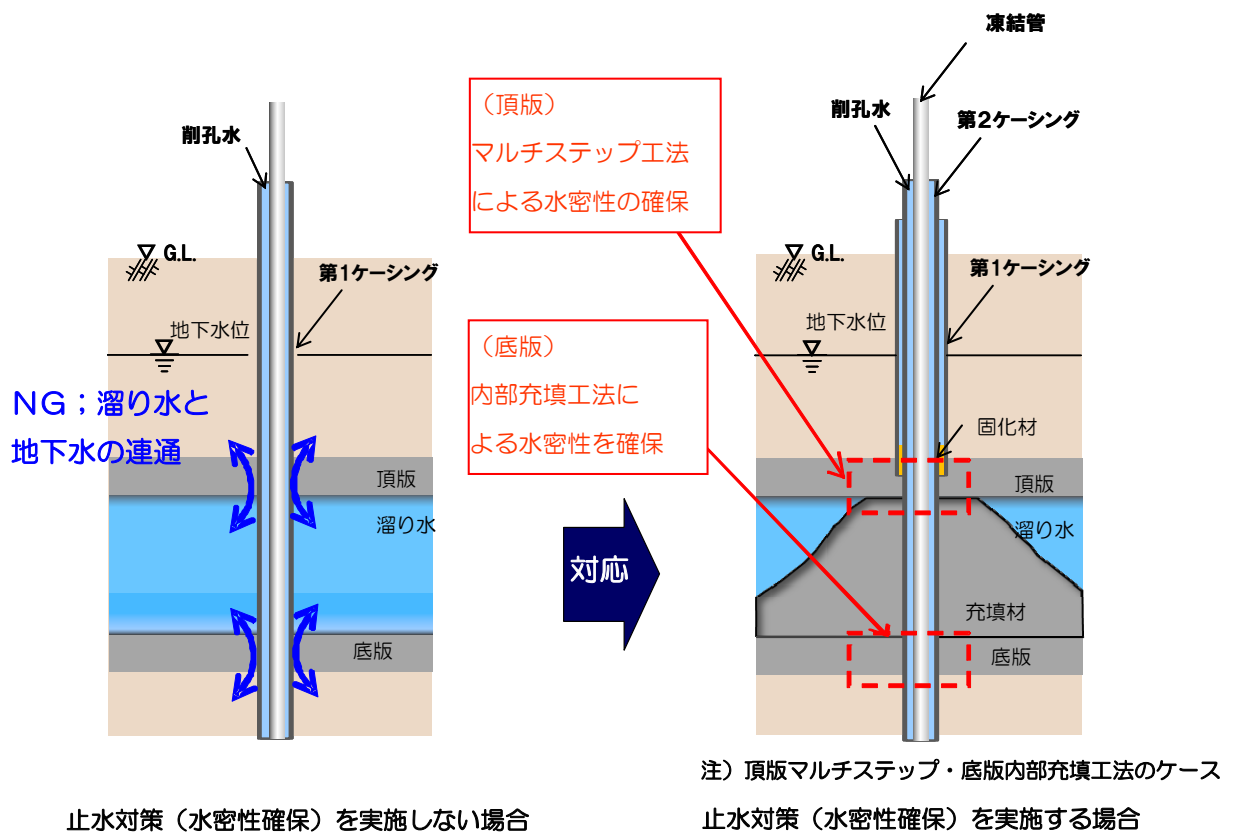 削孔水
G.L.
第1ケーシング
地下水位
NG；溜り水と
地下水の連通
頂版
溜り水
底版
止水対策（水密性確保）を実施しない場合
（頂版）
マルチステップ工法
による水密性の確保
（底版）
内部充填工法に
よる水密性を確保
対応
凍結管
削孔水
第2ケーシング
G.L.
第1ケーシング
地下水位
固化材
頂版
溜り水
充填材
底版
注）頂版マルチステップ・底版内部充填工法のケース
止水対策（水密性確保）を実施する場合